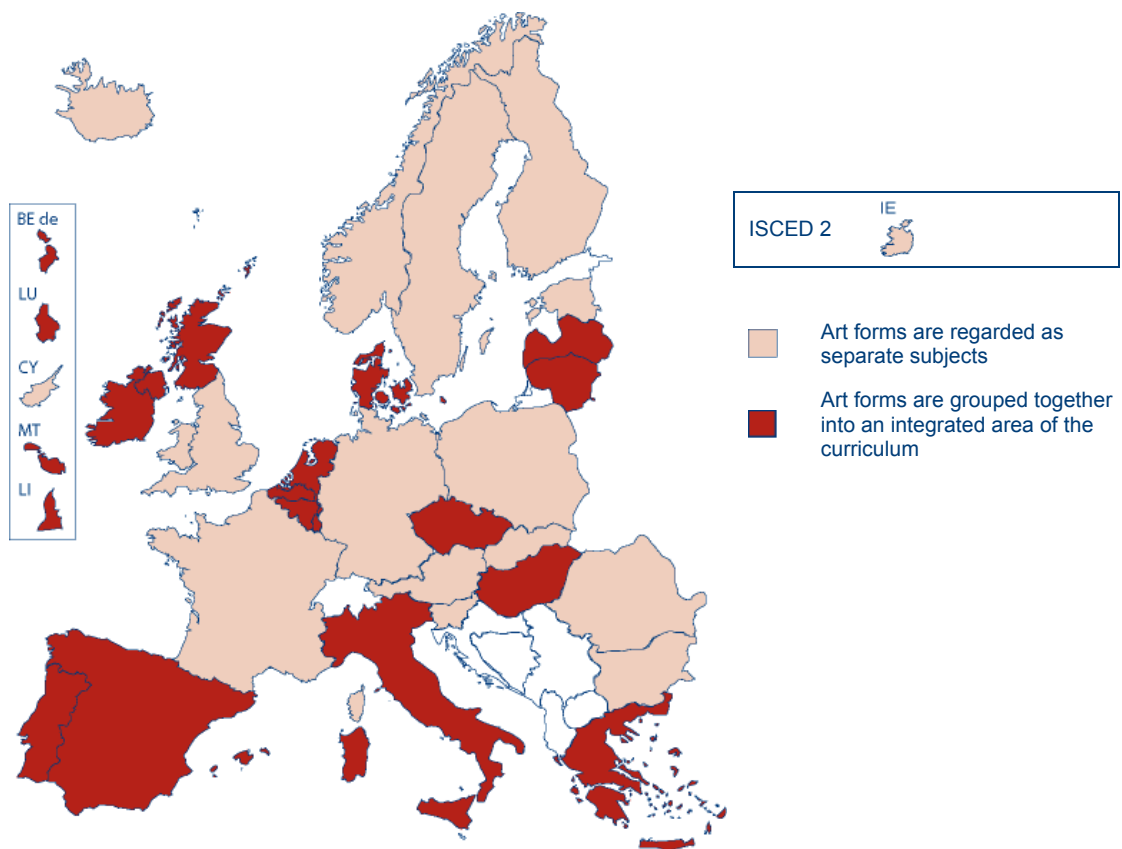 BE de
LU
CY
MT
LI
IE
ISCED 2
Art forms are regarded as
separate subjects
Art forms are grouped together
into an integrated area of the
curriculum